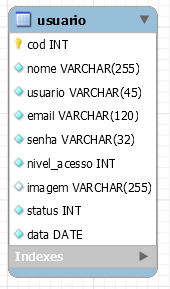 usuario
cod INT
nome VARCHAR(255)
usuario VARCHAR(45)
email VARCHAR(120)
senha VARCHAR(32)
nivel_acesso INT
imagem VARCHAR(255)
status INT
data DATE
Indexes